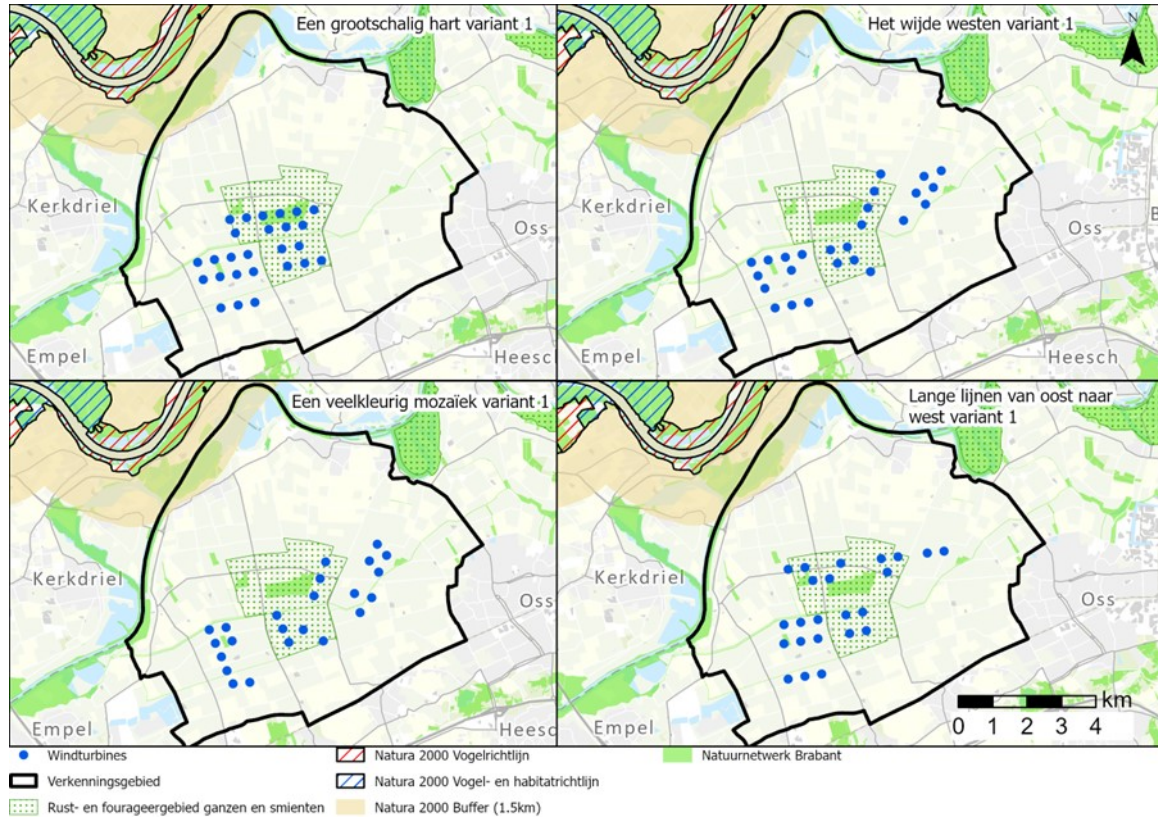 Een grootschalig hart variant 1
Kerkdriel
Oss
Empel
Heesch
Het wijde westen variant 1
N
Kerkdriel
Oss
B
Empel
Heesch
Een veelkleurig mozaïek variant 1
Kerkdriel
Oss
Empel
Heesc
Lange lijnen van oost naar
west variant 1
Kerkdriel
Oss
Empel
km
0 1 2 3 4
Windturbines
Verkenningsgebied
Rust- en fourageergebied ganzen en smienten
Natura 2000 Vogelrichtlijn
Natura 2000 Vogel- en habitatrichtlijn
Natura 2000 Buffer (1.5km)
Natuurnetwerk Brabant